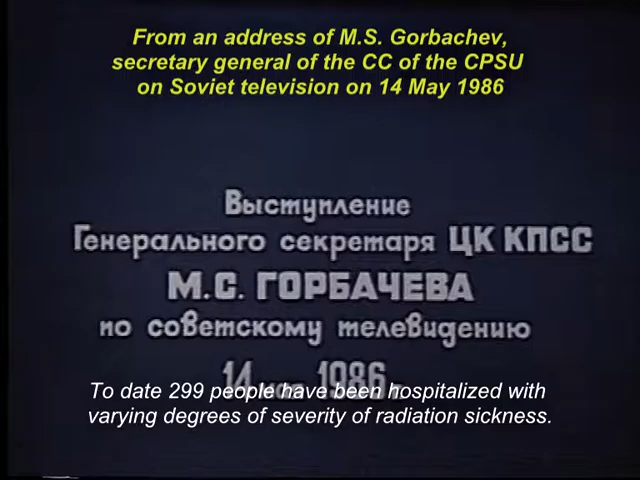 From an address of M.S. Gorbachev,
secretary general of the CC of the CPSU
on Soviet television on 14 May 1986
Выступление
Генерального секретаря ЦК КПСС
М.С. ГОРБАЧЕВА
по советскому телевидению
14 мая 1986 г.
To date 299 people have been hospitalized with
varying degrees of severity of radiation sickness.